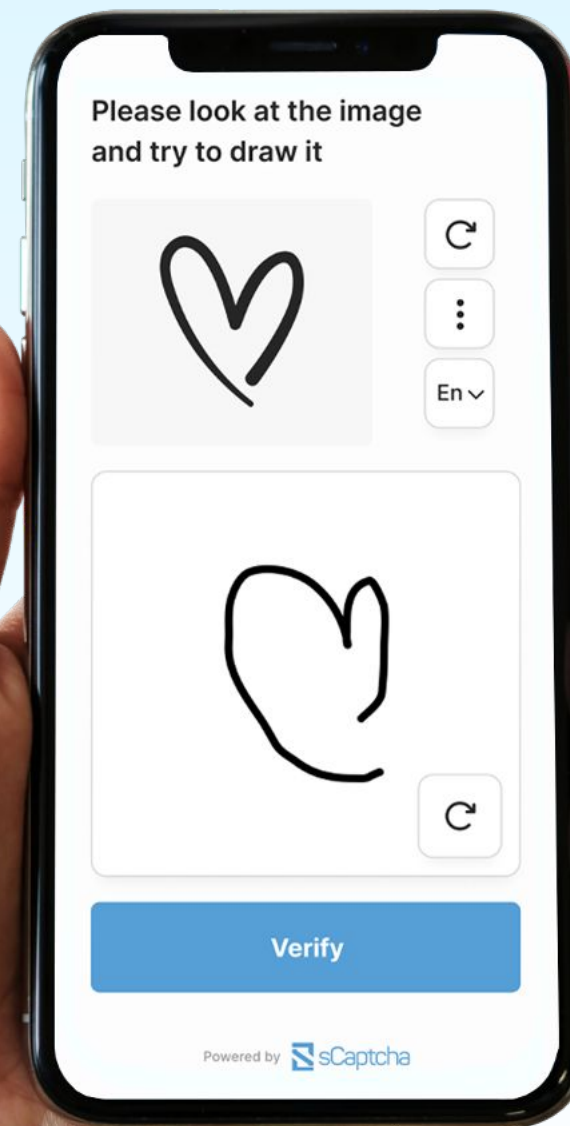 Please look at the image
and try to draw it
En
Verify
Powered by sCaptcha